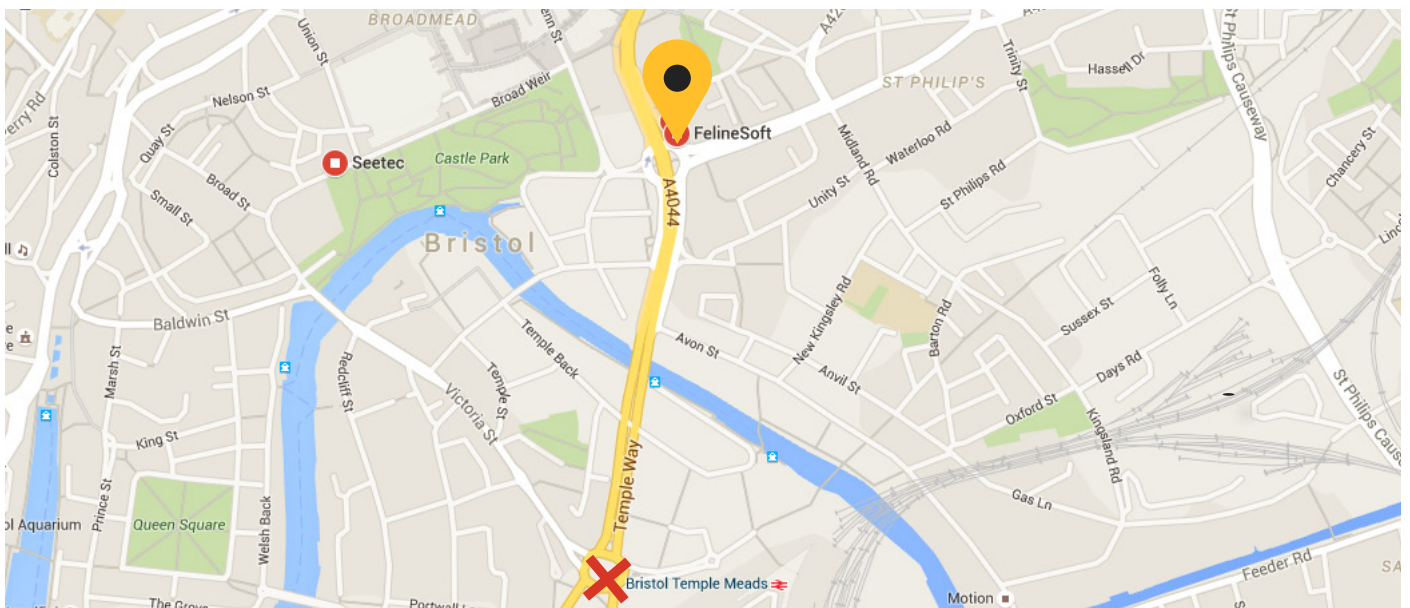 BROADMEAD
Union St
Nelson St
Broad Weir
Colston St
Quay St
Seetec
Castle Park
FelineSoft
Trinity St
Hassell Dr
ST PHILIP'S
St Philips Causeway
Midland Rd
Waterloo Rd
Chancery St
Broad St
Small St
Unity St
St Philips Rd
A4044
Bristol
Baldwin St
New Kingsley Rd
Folly Ln
Sussex St
Barton Rd
Avon St
Anvil St
Days Rd
Marsh St
Redcliff St
Temple Back
Temple St
Victoria St
Oxford St
Kingsland Rd
King St
Temple Way
Prince St
Queen Square
Welsh Back
Gas Ln
ol Aquarium
Feeder Rd
Bristol Temple Meads
Motion
The Grove